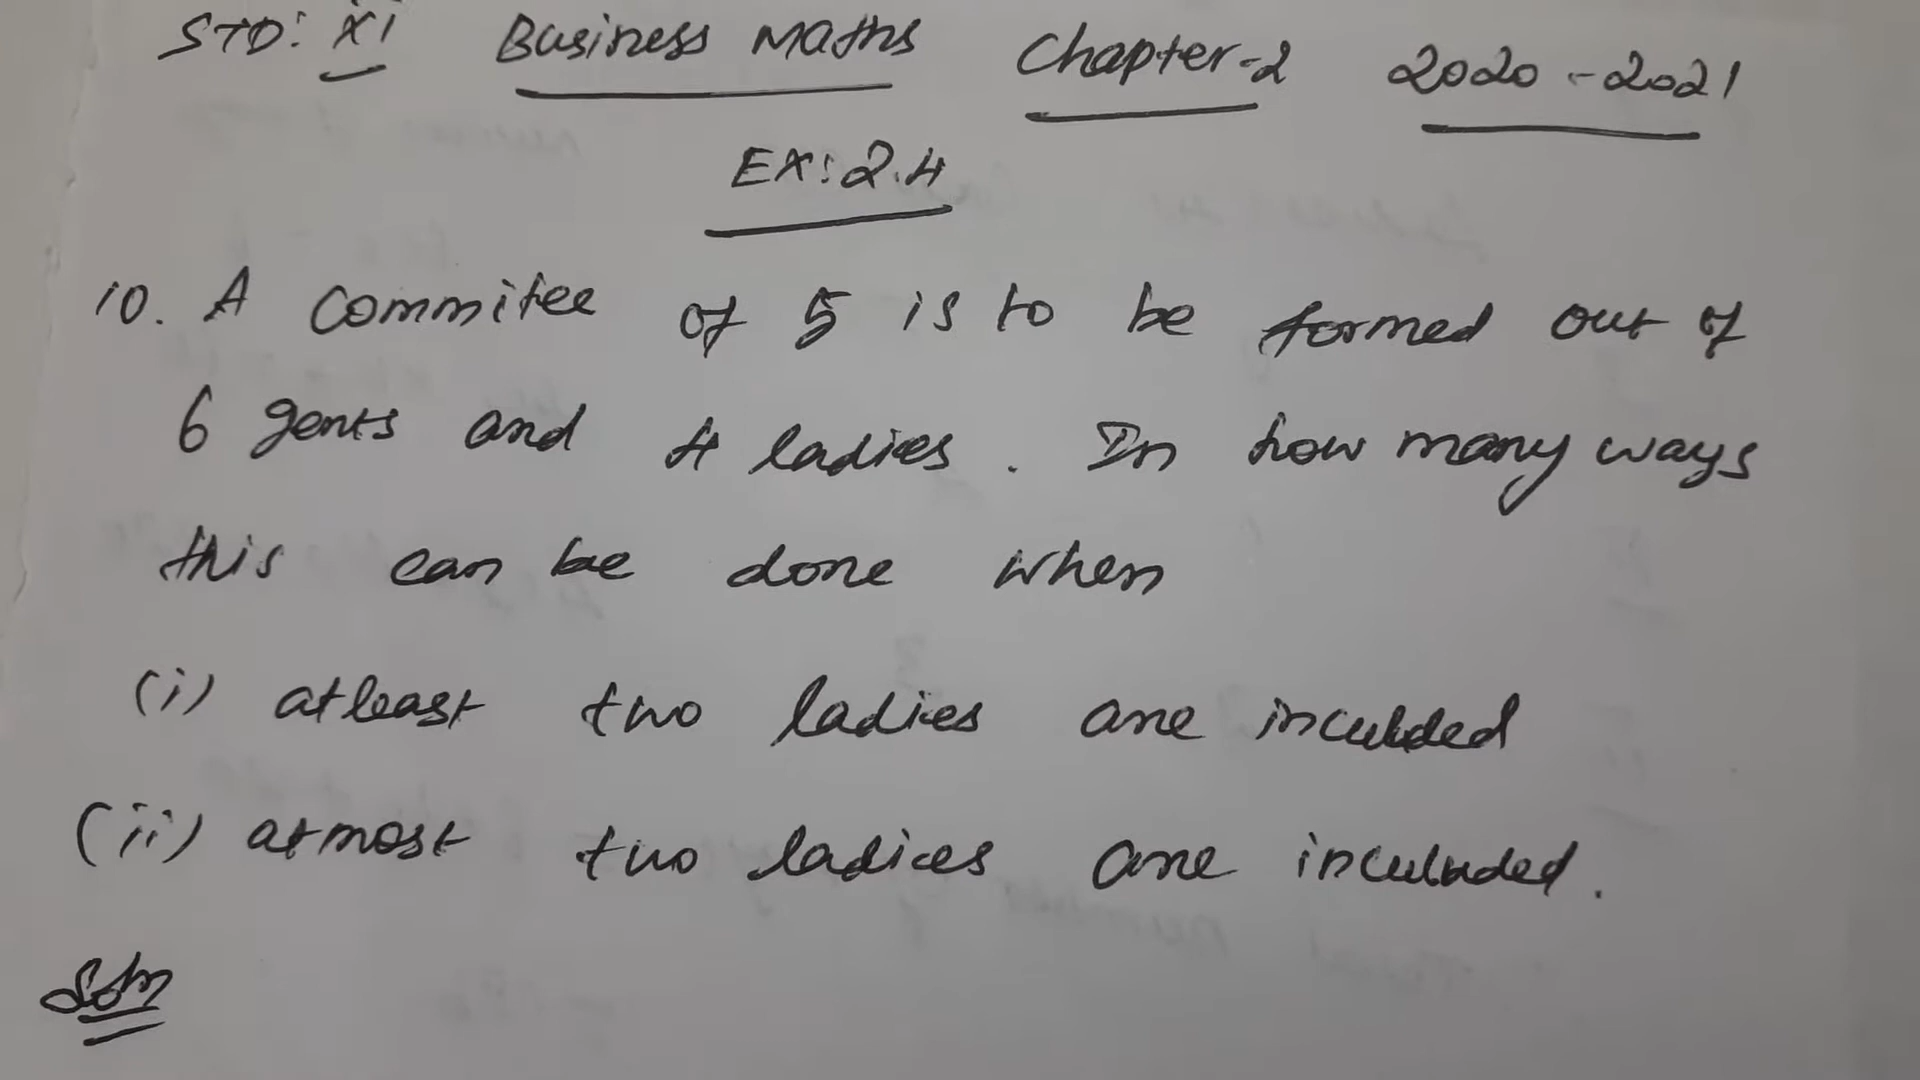 STD: XI Business Maths Chapter-2 2020-2021
EX: 2.4
10. A commitee of 5 is to be formed out of
6 gents and 4 ladies. In how many ways
this can be done when
(i) atleast two ladies are inculded
(ii) atmost two ladies are inculuded.
Soln